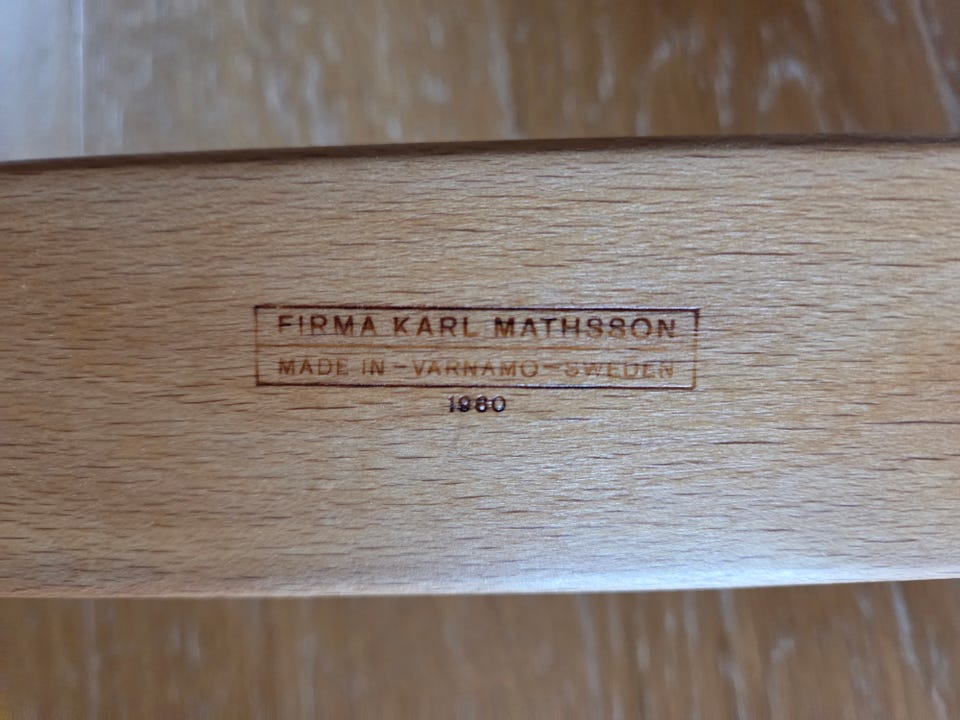 FIRMA KARL MATHSSON
MADE IN - VARNAMO - SWEDEN
1960